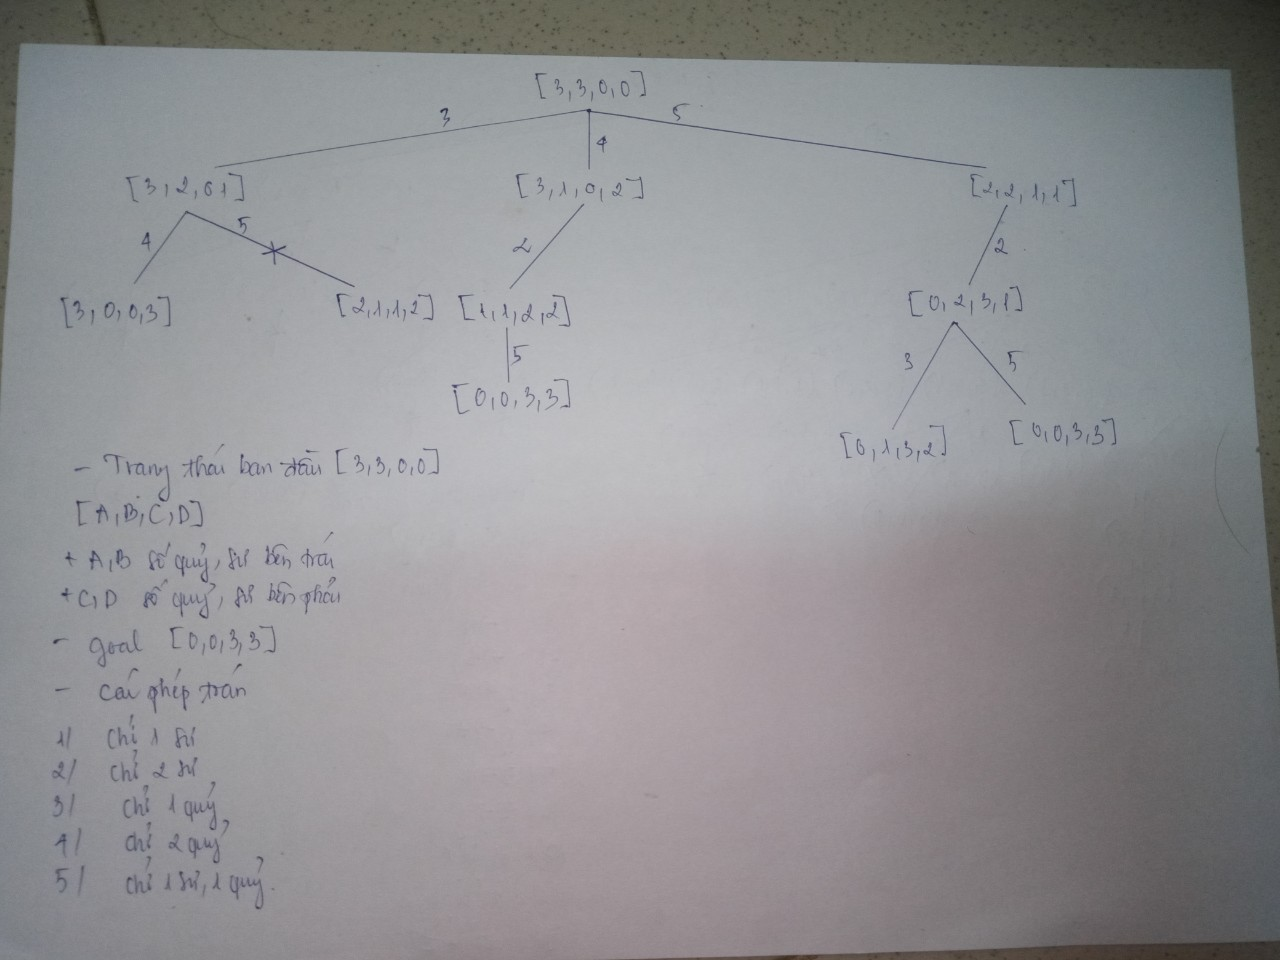 [3,3,0,0]
3 4 5
[3,2,0 1] [3,1,0,2] [2,2,1,1]
4 5 2 2
[3,0,0,3] [2,1,1,2] [1,1,2,2] [0,2,3,1]
5 3 5
[0,0,3,3] [0,1,3,2] [0,0,3,3]
- Trạng thái ban đầu [3,3,0,0]
[A,B,C,D]
+ A,B số quỷ, sư bên trái
+ C,D số quỷ, sư bên phải
- goal [0,0,3,3]
- Các phép toán
1/ chở 1 sư
2/ chở 2 sư
3/ chở 1 quỷ
4/ chở 2 quỷ
5/ chở 1 sư, 1 quỷ.